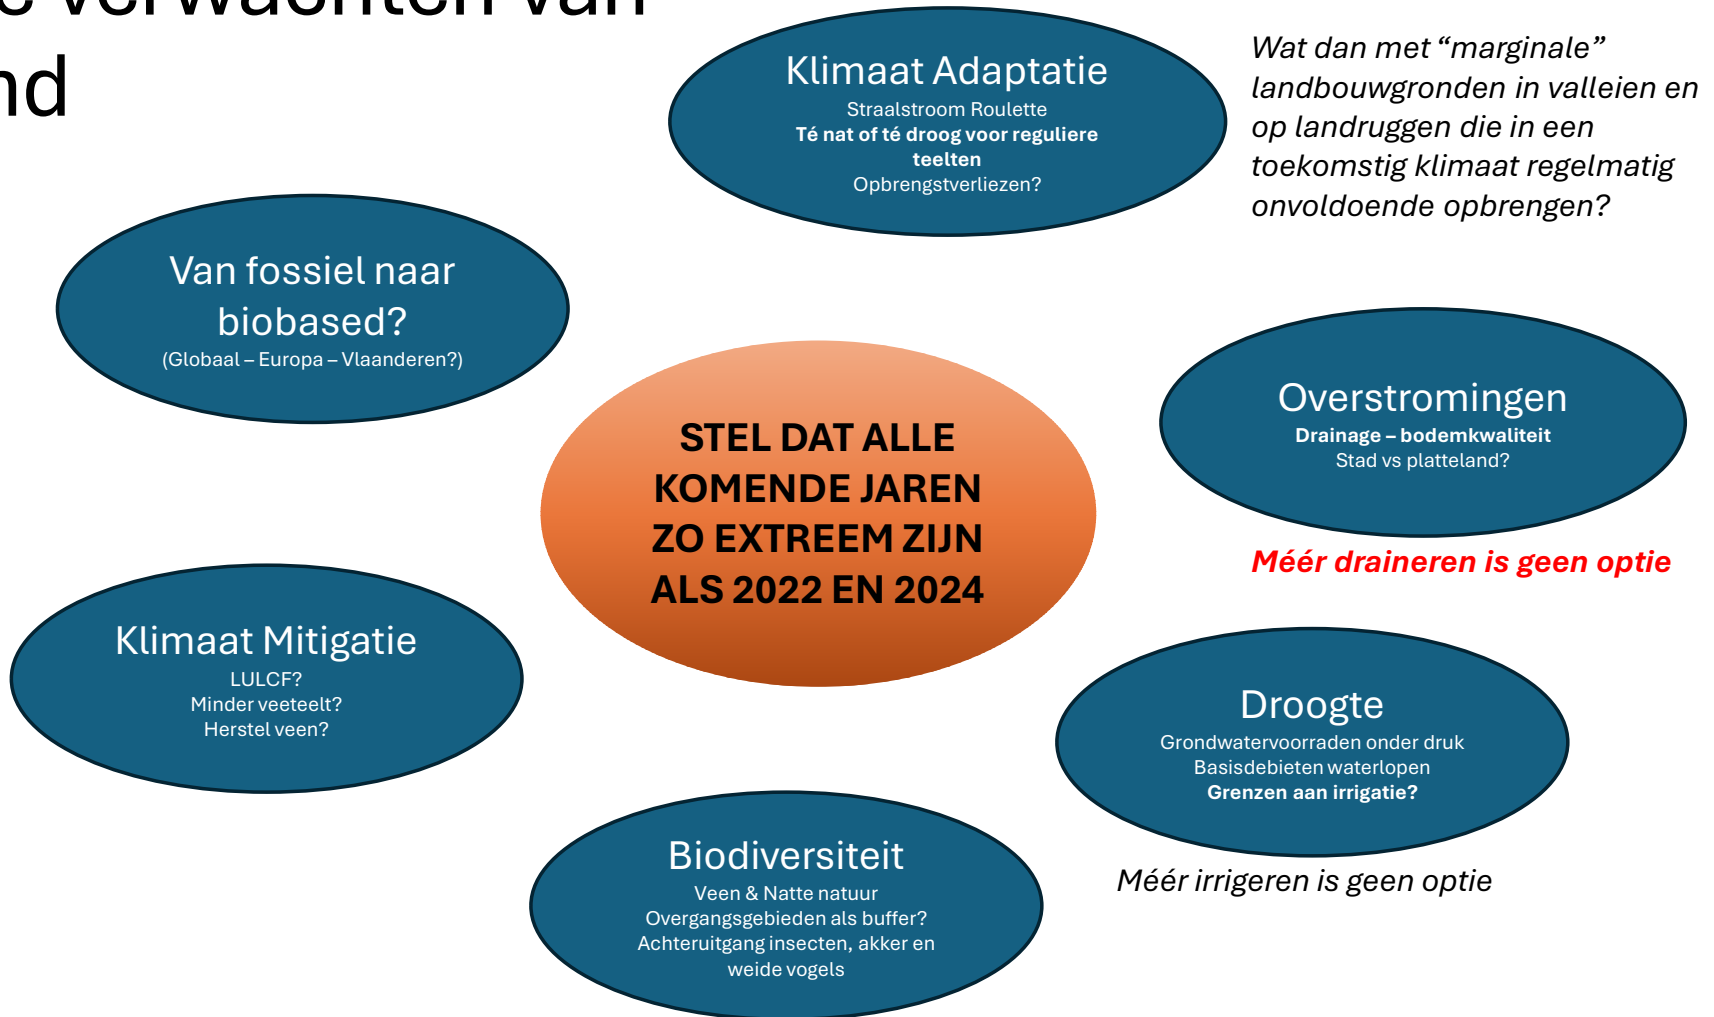 verwachten van
nd
Klimaat Adaptatie
Straalstroom Roulette
Té nat of té droog voor reguliere
teelten
Opbrengstverliezen?
Wat dan met “marginale”
landbouwgronden in valleien en
op landruggen die in een
toekomstig klimaat regelmatig
onvoldoende opbrengen?
Van fossiel naar
biobased?
(Globaal – Europa – Vlaanderen?)
STEL DAT ALLE
KOMENDE JAREN
ZO EXTREEM ZIJN
ALS 2022 EN 2024
Overstromingen
Drainage – bodemkwaliteit
Stad vs platteland?
Méér draineren is geen optie
Klimaat Mitigatie
LULCF?
Minder veeteelt?
Herstel veen?
Droogte
Grondwatervoorraden onder druk
Basisdebieten waterlopen
Grenzen aan irrigatie?
Méér irrigeren is geen optie
Biodiversiteit
Veen & Natte natuur
Overgangsgebieden als buffer?
Achteruitgang insecten, akker en
weide vogels